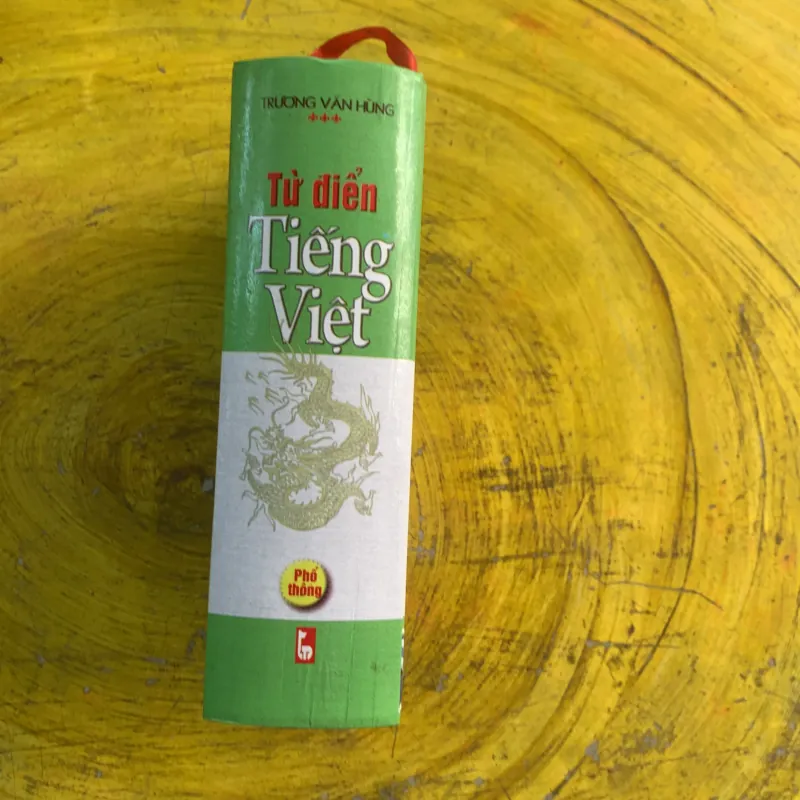 TRƯƠNG VĂN HÙNG
Từ điển
Tiếng
Việt
Phổ
thông